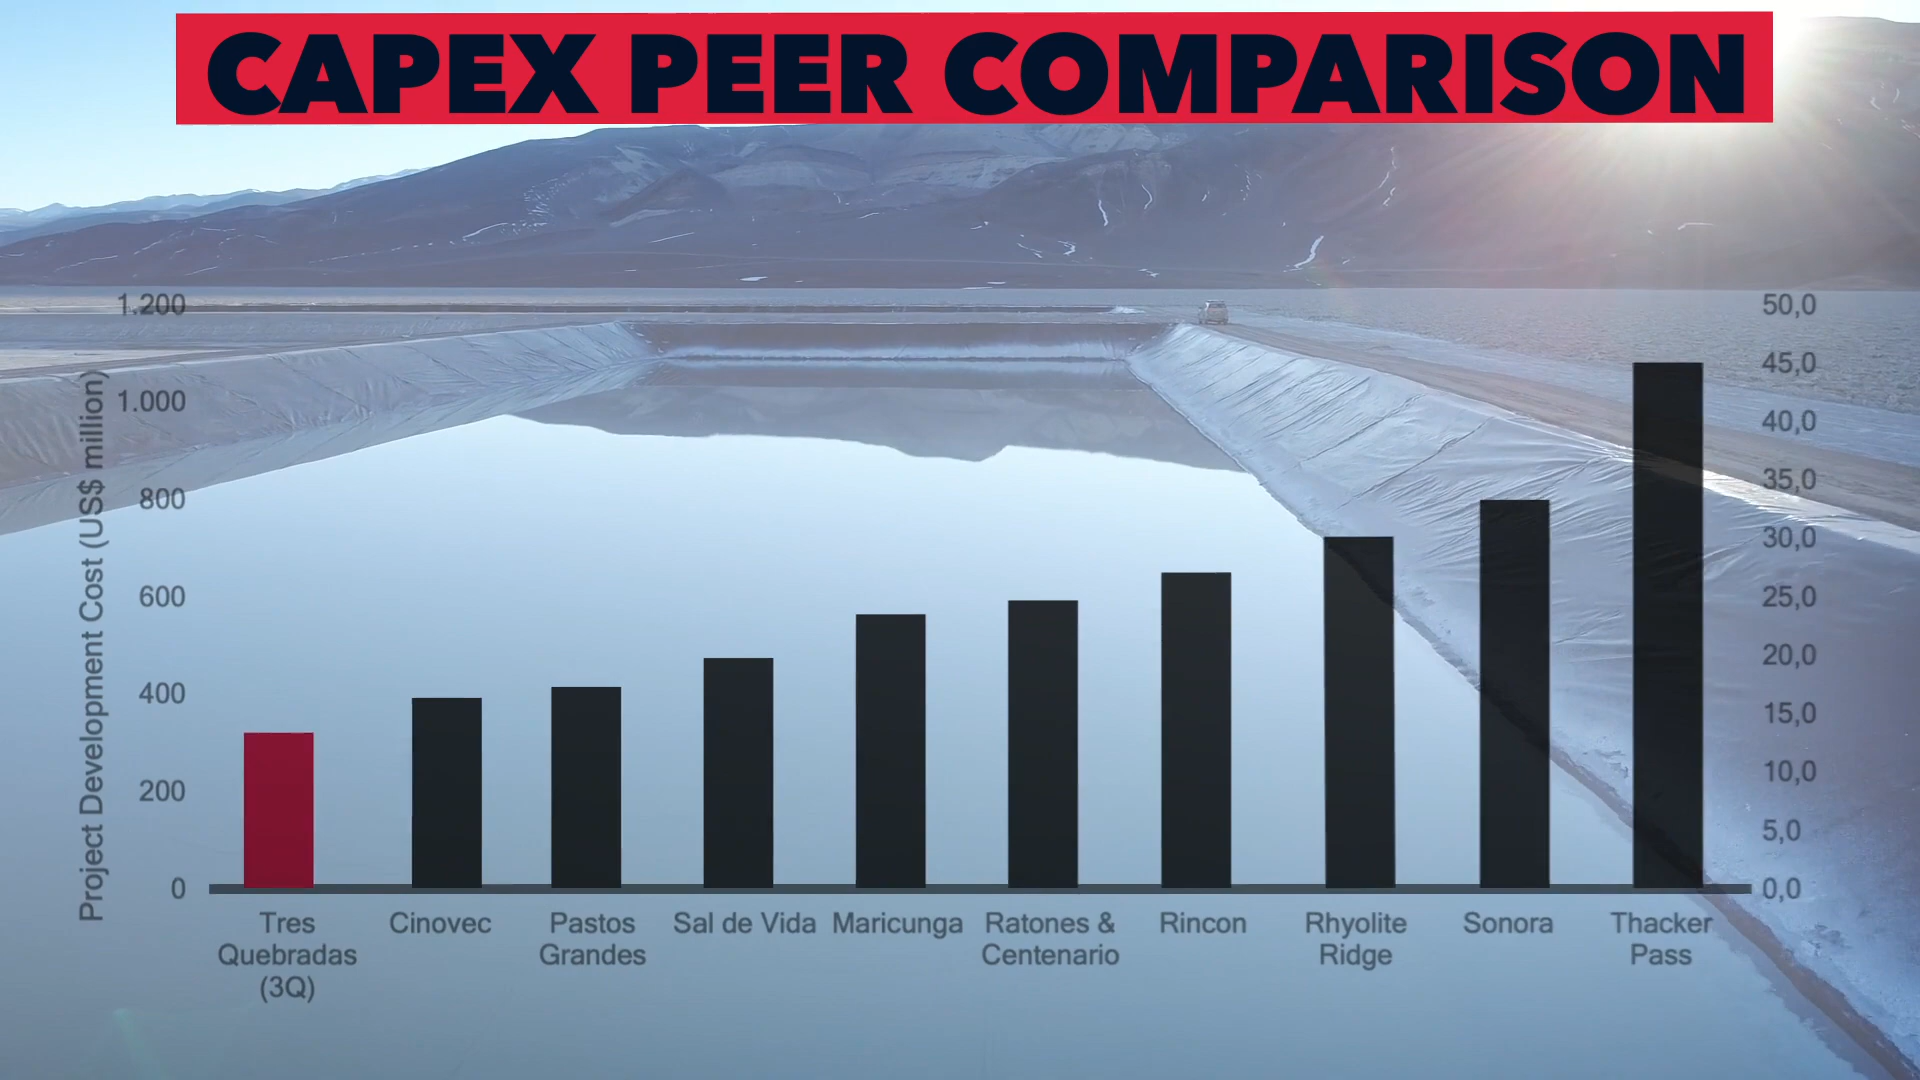 CAPEX PEER COMPARISON
Project Development Cost (US$ million)
1.200
1.000
800
600
400
200
0
50,0
45,0
40,0
35,0
30,0
25,0
20,0
15,0
10,0
5,0
0,0
Tres
Quebradas
(3Q)
Cinovec
Pastos
Grandes
Sal de Vida
Maricunga
Ratones &
Centenario
Rincon
Rhyolite
Ridge
Sonora
Thacker
Pass